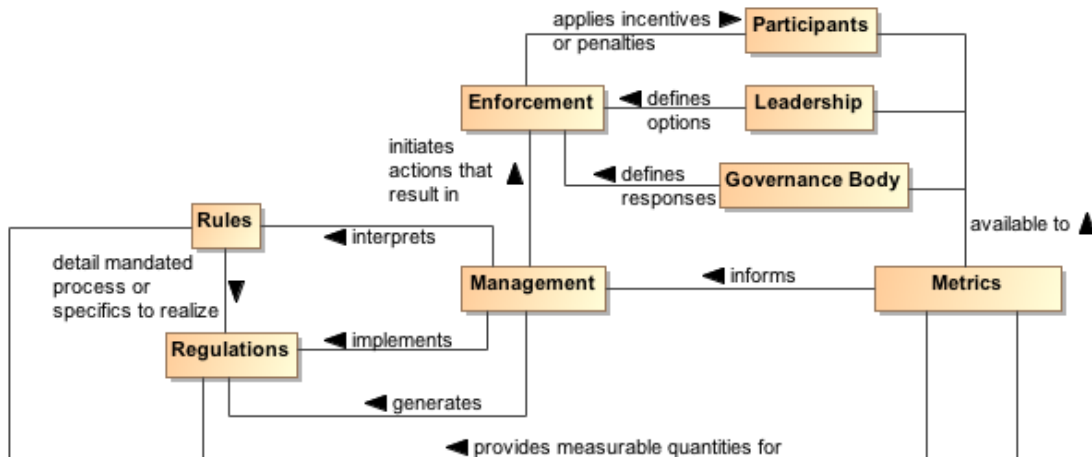 applies incentives
or penalties
Participants
Enforcement
defines
options
Leadership
initiates
actions that
result in
defines
responses
Governance Body
Rules
interprets
available to
detail mandated
process or
specifics to realize
Management
informs
Metrics
Regulations
implements
generates
provides measurable quantities for